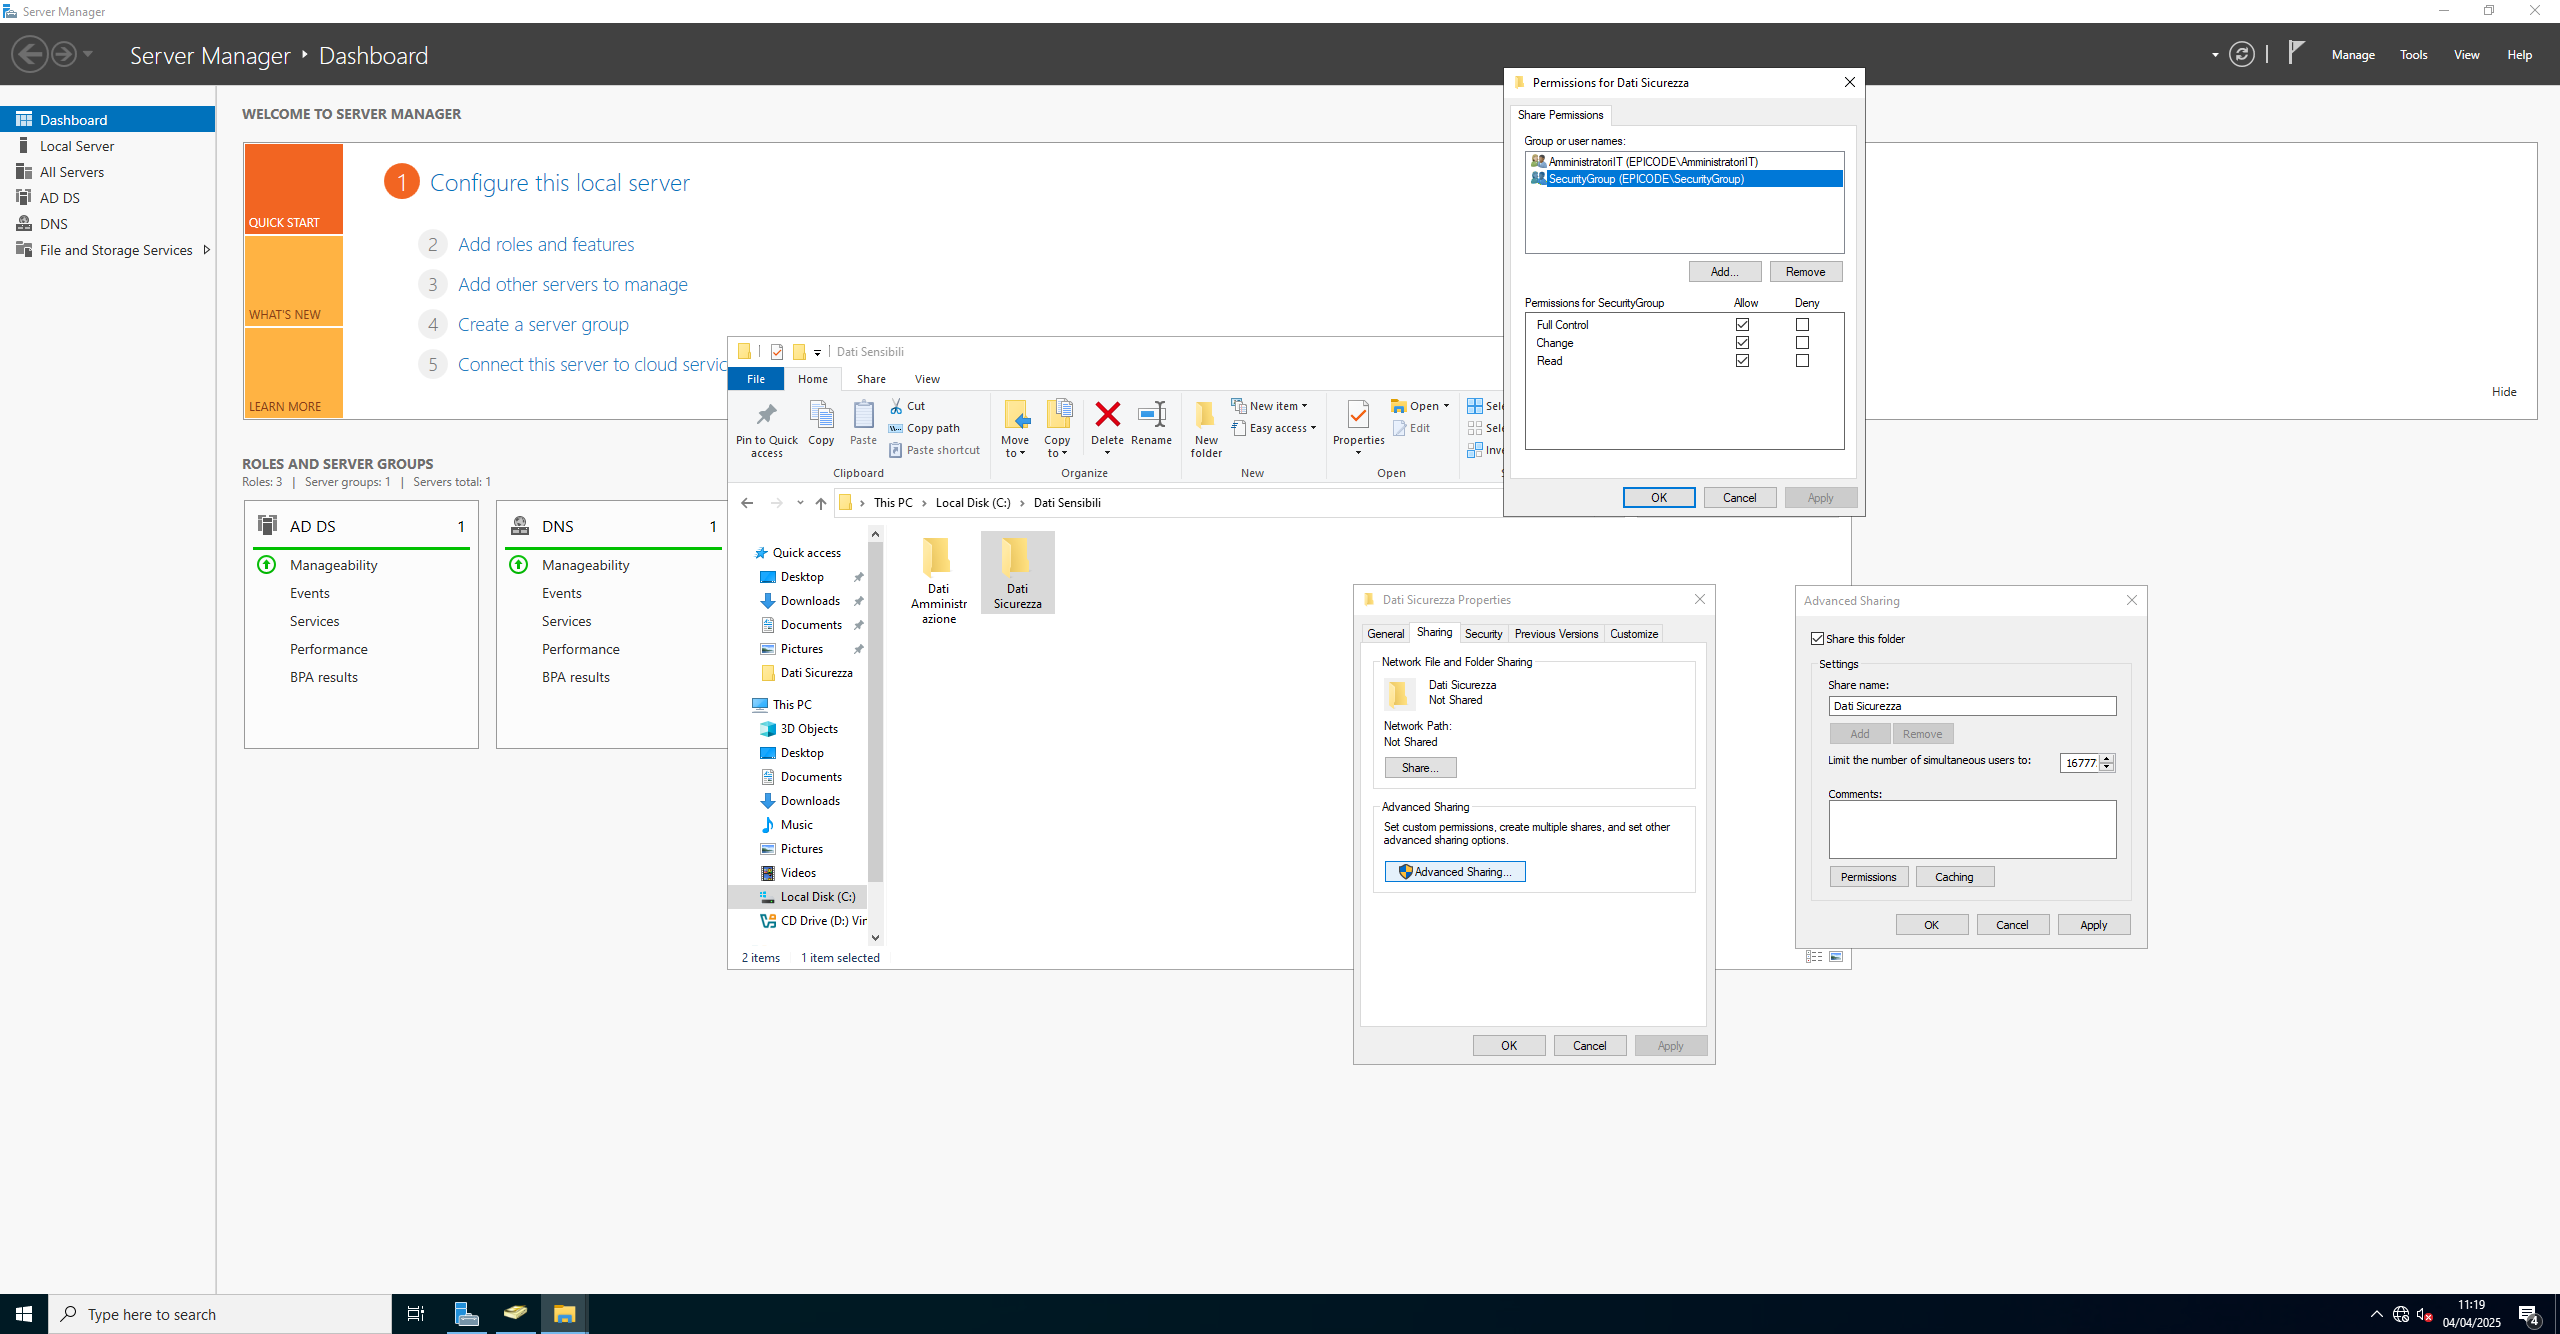 Server Manager
Server Manager ‣ Dashboard
Manage Tools View Help
Dashboard
Local Server
All Servers
AD DS
DNS
File and Storage Services
WELCOME TO SERVER MANAGER
QUICK START
WHAT'S NEW
LEARN MORE
1 Configure this local server
2 Add roles and features
3 Add other servers to manage
4 Create a server group
5 Connect this server to cloud servic
Hide
ROLES AND SERVER GROUPS
Roles: 3 | Server groups: 1 | Servers total: 1
AD DS 1
Manageability
Events
Services
Performance
BPA results
DNS 1
Manageability
Events
Services
Performance
BPA results
Dati Sensibili
File Home Share View
Pin to Quick access
Copy
Paste
Cut
Copy path
Paste shortcut
Clipboard
Move to
Copy to
Delete
Rename
Organize
New folder
New item
Easy access
New
Properties
Open
Edit
Open
Sele
Sele
Inve
This PC › Local Disk (C:) › Dati Sensibili
Quick access
Desktop
Downloads
Documents
Pictures
Dati Sicurezza
This PC
3D Objects
Desktop
Documents
Downloads
Music
Pictures
Videos
Local Disk (C:)
CD Drive (D:) Vir
Dati
Amministr
azione
Dati
Sicurezza
2 items 1 item selected
Permissions for Dati Sicurezza
Share Permissions
Group or user names:
AmministratoriIT (EPICODE\AmministratoriIT)
SecurityGroup (EPICODE\SecurityGroup)
Add... Remove
Permissions for SecurityGroup Allow Deny
Full Control
Change
Read
OK Cancel Apply
Dati Sicurezza Properties
General Sharing Security Previous Versions Customize
Network File and Folder Sharing
Dati Sicurezza
Not Shared
Network Path:
Not Shared
Share...
Advanced Sharing
Set custom permissions, create multiple shares, and set other
advanced sharing options.
Advanced Sharing...
OK Cancel Apply
Advanced Sharing
Share this folder
Settings
Share name:
Dati Sicurezza
Add Remove
Limit the number of simultaneous users to: 16777
Comments:
Permissions Caching
OK Cancel Apply
Type here to search
11:19
04/04/2025
4